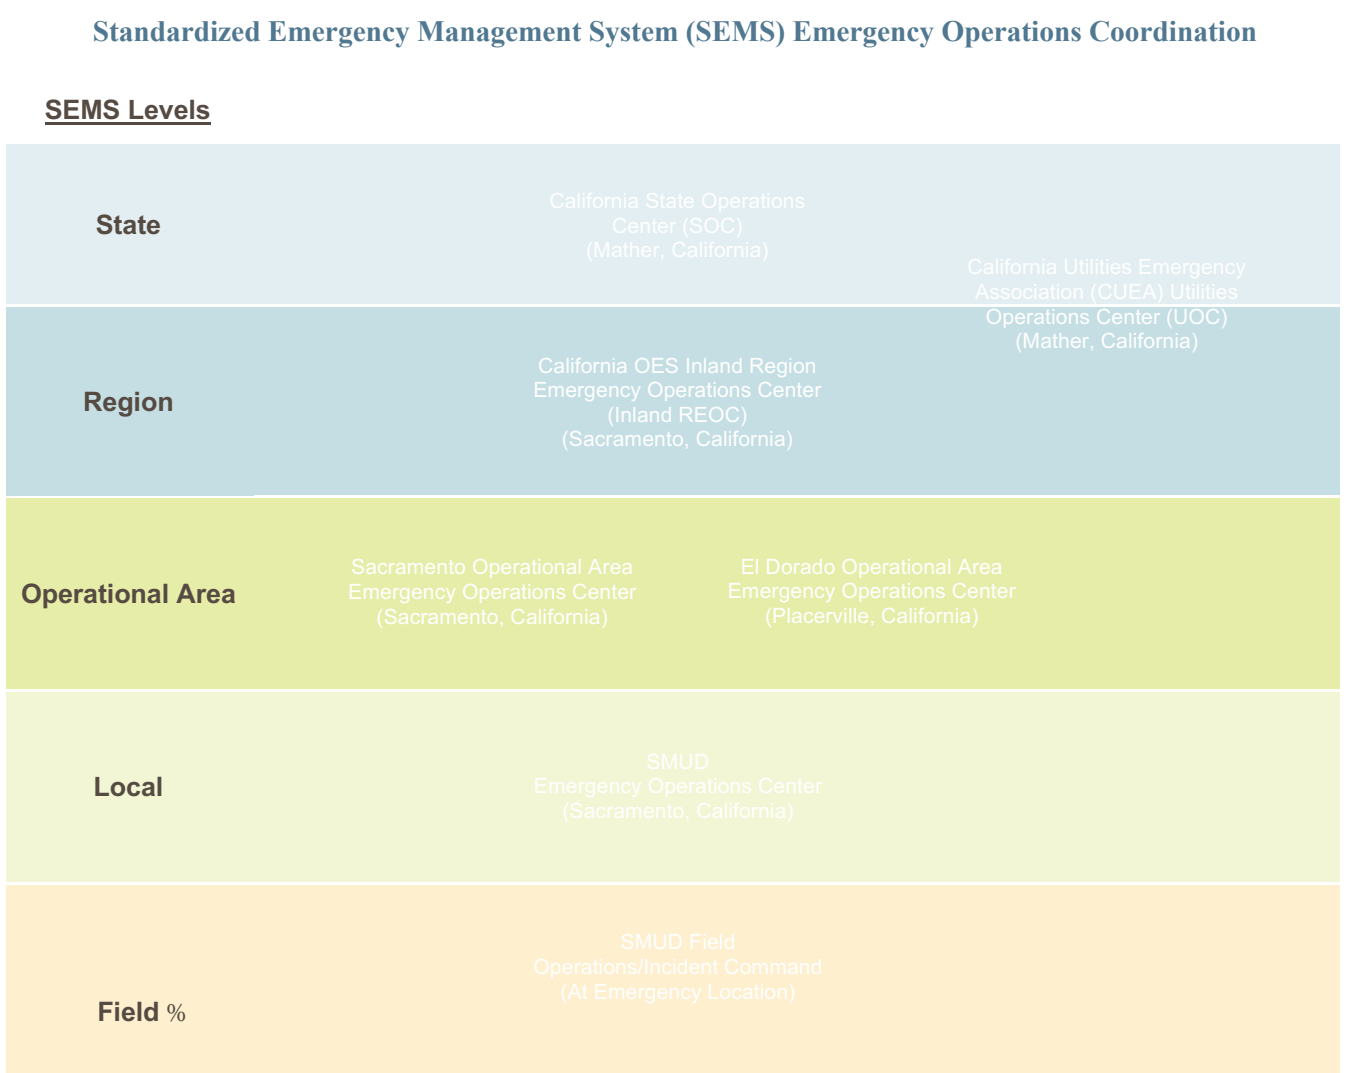 Standardized Emergency Management System (SEMS) Emergency Operations Coordination
SEMS Levels
State
California State Operations
Center (SOC)
(Mather, California)
California Utilities Emergency
Association (CUEA) Utilities
Operations Center (UOC)
(Mather, California)
Region
California OES Inland Region
Emergency Operations Center
(Inland REOC)
(Sacramento, California)
Operational Area
Sacramento Operational Area
Emergency Operations Center
(Sacramento, California)
El Dorado Operational Area
Emergency Operations Center
(Placerville, California)
Local
SMUD
Emergency Operations Center
(Sacramento, California)
Field %
SMUD Field
Operations/Incident Command
(At Emergency Location)